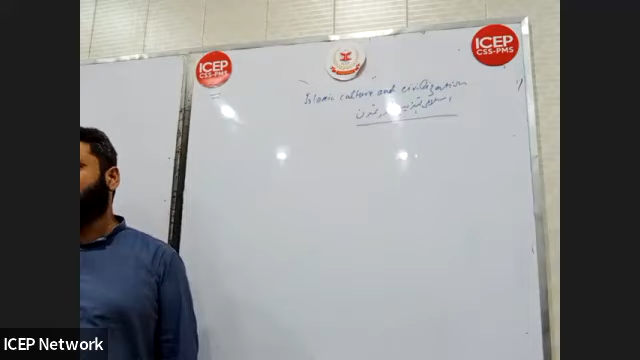 ICEP
CSS-PMS
ICEP
CSS-PMS
Islamic culture and civilization
اسلامی تہذیب و تمدن
ICEP Network